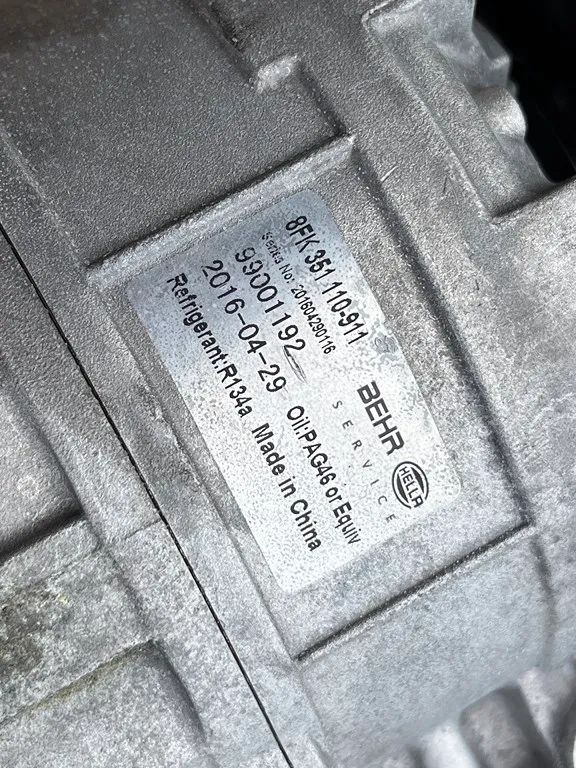 8FK 351 110-911
Series No: 201604290116
99001192
2016-04-29 Oil:PAG46 or Equiv
Refrigerant:R134a Made in China
BEHR
HELLA
SERVICE